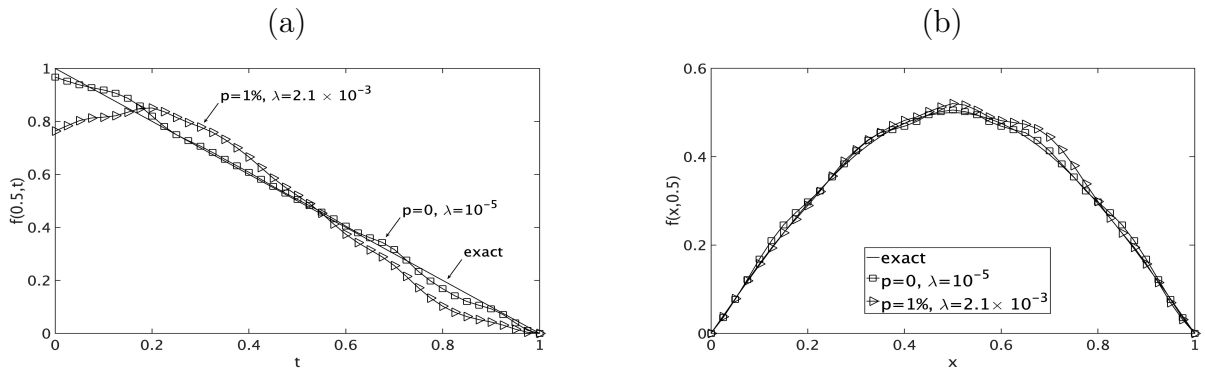 (a)
1
0.8
0.6
0.4
0.2
0
0
0.2
0.4
0.6
0.8
1
t
f(0.5,t)
p=1%, λ=2.1 × 10⁻³
p=0, λ=10⁻⁵
exact
(b)
0.6
0.4
0.2
0
0
0.2
0.4
0.6
0.8
1
x
f(x,0.5)
exact
p=0, λ=10⁻⁵
p=1%, λ=2.1× 10⁻³